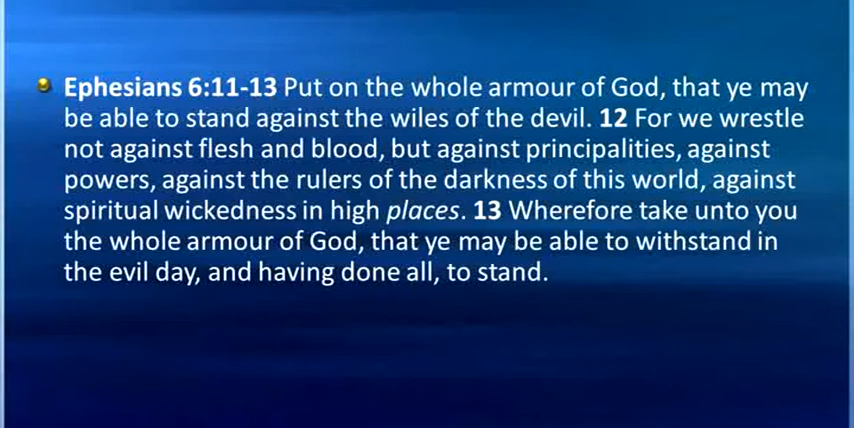 Ephesians 6:11-13 Put on the whole armour of God, that ye may
be able to stand against the wiles of the devil. 12 For we wrestle
not against flesh and blood, but against principalities, against
powers, against the rulers of the darkness of this world, against
spiritual wickedness in high places. 13 Wherefore take unto you
the whole armour of God, that ye may be able to withstand in
the evil day, and having done all, to stand.